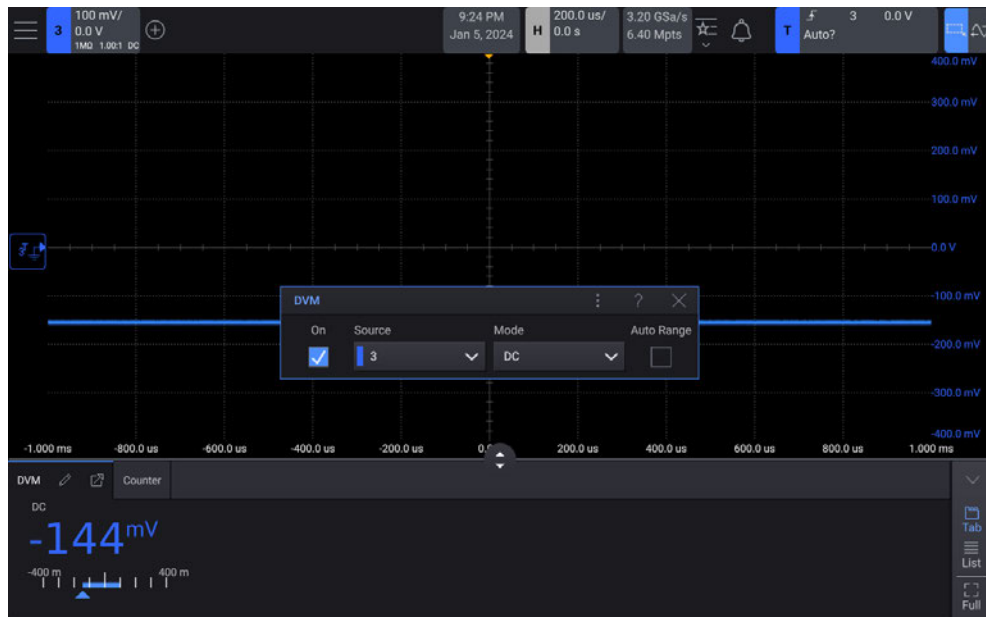 3 100 mV/
0.0 V
1MΩ 1.00:1 DC
9:24 PM
Jan 5, 2024
H 200.0 us/
0.0 s
3.20 GSa/s
6.40 Mpts
T 3 0.0 V
Auto?
400.0 mV
300.0 mV
200.0 mV
100.0 mV
0.0 V
-100.0 mV
-200.0 mV
-300.0 mV
-400.0 mV
DVM ?
On Source Mode Auto Range
3 DC
-1.000 ms -800.0 us -600.0 us -400.0 us -200.0 us 200.0 us 400.0 us 600.0 us 800.0 us 1.000 ms
DVM Counter
DC
-144 mV
-400 m 400 m
Tab
List
Full